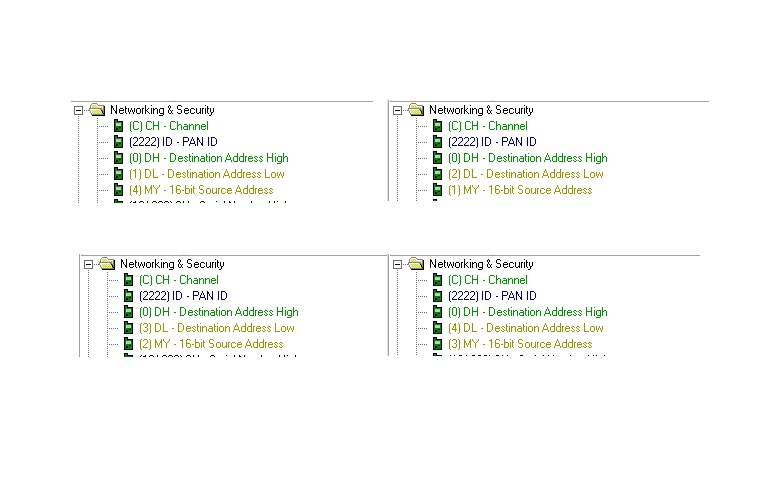 Networking & Security
(C) CH - Channel
(2222) ID - PAN ID
(0) DH - Destination Address High
(1) DL - Destination Address Low
(4) MY - 16-bit Source Address
Networking & Security
(C) CH - Channel
(2222) ID - PAN ID
(0) DH - Destination Address High
(2) DL - Destination Address Low
(1) MY - 16-bit Source Address
Networking & Security
(C) CH - Channel
(2222) ID - PAN ID
(0) DH - Destination Address High
(3) DL - Destination Address Low
(2) MY - 16-bit Source Address
Networking & Security
(C) CH - Channel
(2222) ID - PAN ID
(0) DH - Destination Address High
(4) DL - Destination Address Low
(3) MY - 16-bit Source Address